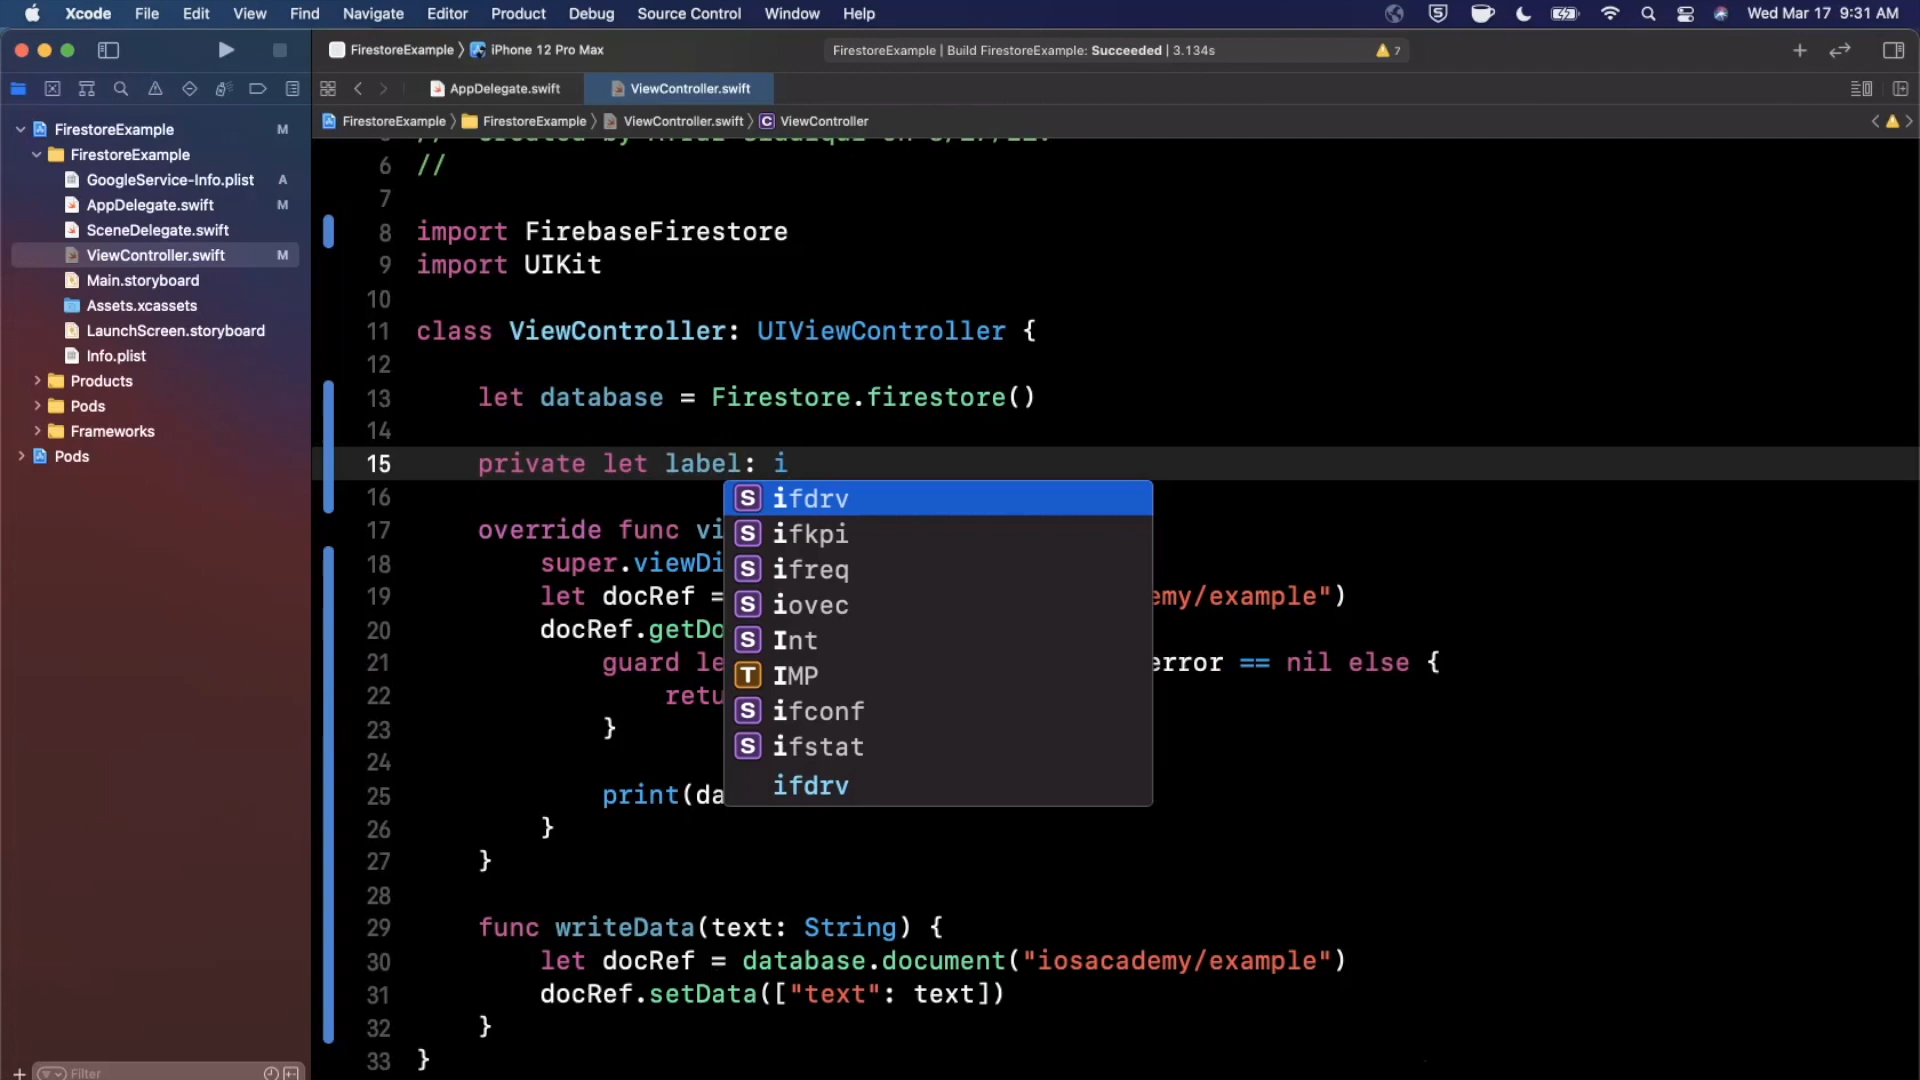 Xcode File Edit View Find Navigate Editor Product Debug Source Control Window Help Wed Mar 17 9:31 AM
FirestoreExample iPhone 12 Pro Max FirestoreExample | Build FirestoreExample: Succeeded | 3.134s 7
AppDelegate.swift ViewController.swift
FirestoreExample FirestoreExample ViewController.swift C ViewController
FirestoreExample M
FirestoreExample
GoogleService-Info.plist A
AppDelegate.swift M
SceneDelegate.swift
ViewController.swift M
Main.storyboard
Assets.xcassets
LaunchScreen.storyboard
Info.plist
Products
Pods
Frameworks
Pods
Filter
6 //
7
8 import FirebaseFirestore
9 import UIKit
10
11 class ViewController: UIViewController {
12
13 let database = Firestore.firestore()
14
15 private let label: i
16
17 override func vi
18 super.viewDi
19 let docRef = emy/example")
20 docRef.getDo
21 guard le error == nil else {
22 retu
23 }
24
25 print(da
26 }
27 }
28
29 func writeData(text: String) {
30 let docRef = database.document("iosacademy/example")
31 docRef.setData(["text": text])
32 }
33 }
S ifdrv
S ifkpi
S ifreq
S iovec
S Int
T IMP
S ifconf
S ifstat
ifdrv